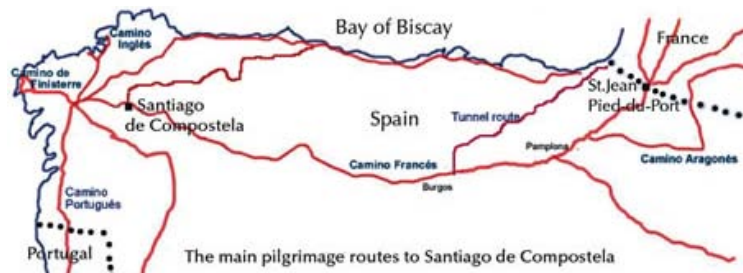 Bay of Biscay
Camino
Inglés
France
Camino de
Finisterre
St.Jean
Pied-du-Port
Santiago
de Compostela
Spain
Tunnel route
Pamplona
Camino Francés
Camino Aragonés
Burgos
Camino
Portugués
Portugal
The main pilgrimage routes to Santiago de Compostela